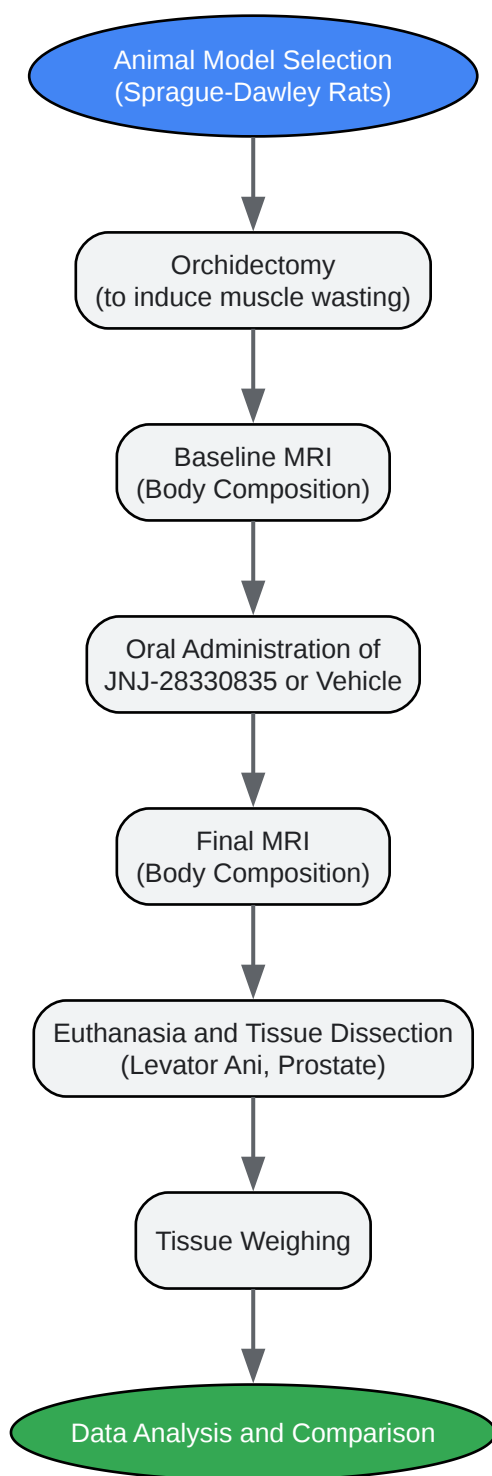 Animal Model Selection
(Sprague-Dawley Rats)
Orchidectomy
(to induce muscle wasting)
Baseline MRI
(Body Composition)
Oral Administration of
JNJ-28330835 or Vehicle
Final MRI
(Body Composition)
Euthanasia and Tissue Dissection
(Levator Ani, Prostate)
Tissue Weighing
Data Analysis and Comparison